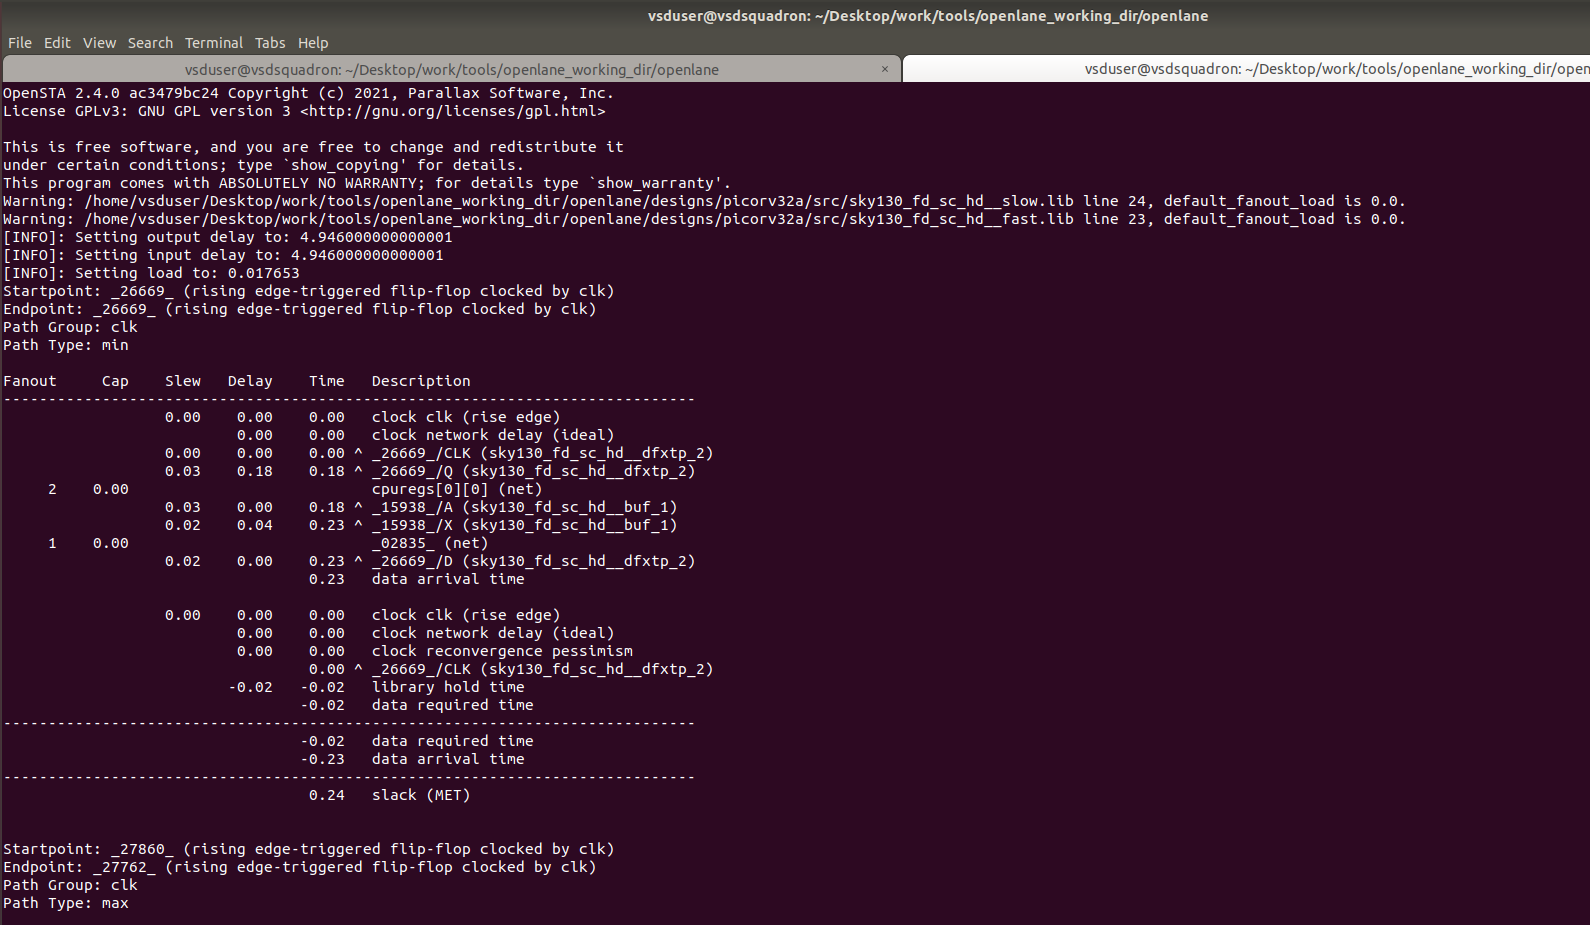 vsduser@vsdsquadron: ~/Desktop/work/tools/openlane_working_dir/openlane
File Edit View Search Terminal Tabs Help
vsduser@vsdsquadron: ~/Desktop/work/tools/openlane_working_dir/openlane × vsduser@vsdsquadron: ~/Desktop/work/tools/openlane_working_dir/open
OpenSTA 2.4.0 ac3479bc24 Copyright (c) 2021, Parallax Software, Inc.
License GPLv3: GNU GPL version 3 <http://gnu.org/licenses/gpl.html>

This is free software, and you are free to change and redistribute it
under certain conditions; type `show_copying' for details.
This program comes with ABSOLUTELY NO WARRANTY; for details type `show_warranty'.
Warning: /home/vsduser/Desktop/work/tools/openlane_working_dir/openlane/designs/picorv32a/src/sky130_fd_sc_hd__slow.lib line 24, default_fanout_load is 0.0.
Warning: /home/vsduser/Desktop/work/tools/openlane_working_dir/openlane/designs/picorv32a/src/sky130_fd_sc_hd__fast.lib line 23, default_fanout_load is 0.0.
[INFO]: Setting output delay to: 4.946000000000001
[INFO]: Setting input delay to: 4.946000000000001
[INFO]: Setting load to: 0.017653
Startpoint: _26669_ (rising edge-triggered flip-flop clocked by clk)
Endpoint: _26669_ (rising edge-triggered flip-flop clocked by clk)
Path Group: clk
Path Type: min

Fanout     Cap    Slew   Delay    Time   Description
-----------------------------------------------------------------------------
                  0.00    0.00    0.00   clock clk (rise edge)
                          0.00    0.00   clock network delay (ideal)
                  0.00    0.00    0.00 ^ _26669_/CLK (sky130_fd_sc_hd__dfxtp_2)
                  0.03    0.18    0.18 ^ _26669_/Q (sky130_fd_sc_hd__dfxtp_2)
     2    0.00                           cpuregs[0][0] (net)
                  0.03    0.00    0.18 ^ _15938_/A (sky130_fd_sc_hd__buf_1)
                  0.02    0.04    0.23 ^ _15938_/X (sky130_fd_sc_hd__buf_1)
     1    0.00                           _02835_ (net)
                  0.02    0.00    0.23 ^ _26669_/D (sky130_fd_sc_hd__dfxtp_2)
                                  0.23   data arrival time

                  0.00    0.00    0.00   clock clk (rise edge)
                          0.00    0.00   clock network delay (ideal)
                          0.00    0.00   clock reconvergence pessimism
                                  0.00 ^ _26669_/CLK (sky130_fd_sc_hd__dfxtp_2)
                         -0.02   -0.02   library hold time
                                 -0.02   data required time
-----------------------------------------------------------------------------
                                 -0.02   data required time
                                 -0.23   data arrival time
-----------------------------------------------------------------------------
                                  0.24   slack (MET)

Startpoint: _27860_ (rising edge-triggered flip-flop clocked by clk)
Endpoint: _27762_ (rising edge-triggered flip-flop clocked by clk)
Path Group: clk
Path Type: max